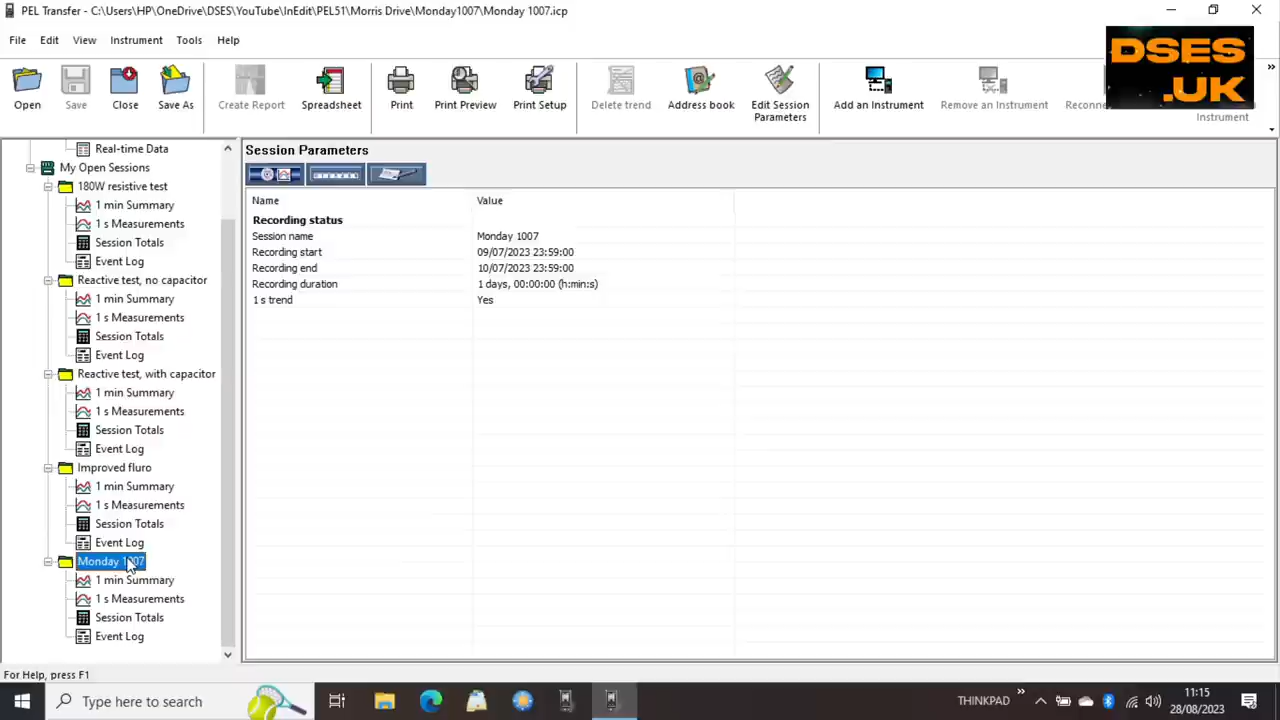 PEL Transfer - C:\Users\HP\OneDrive\DSES\YouTube\InEdit\PEL51\Morris Drive\Monday1007\Monday 1007.icp
File Edit View Instrument Tools Help
DSES
.UK
Open Save Close Save As Create Report Spreadsheet Print Print Preview Print Setup Delete trend Address book Edit Session Parameters Add an Instrument Remove an Instrument Instrument
Real-time Data
My Open Sessions
180W resistive test
1 min Summary
1 s Measurements
Session Totals
Event Log
Reactive test, no capacitor
1 min Summary
1 s Measurements
Session Totals
Event Log
Reactive test, with capacitor
1 min Summary
1 s Measurements
Session Totals
Event Log
Improved fluro
1 min Summary
1 s Measurements
Session Totals
Event Log
Monday 1007
1 min Summary
1 s Measurements
Session Totals
Event Log
Session Parameters
Name Value
Recording status
Session name Monday 1007
Recording start 09/07/2023 23:59:00
Recording end 10/07/2023 23:59:00
Recording duration 1 days, 00:00:00 (h:min:s)
1 s trend Yes
For Help, press F1
Type here to search
THINKPAD
11:15
28/08/2023